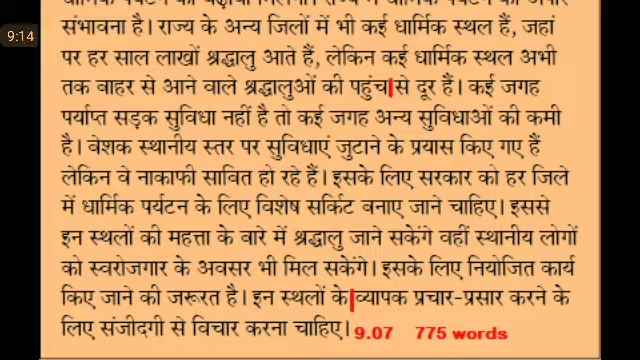 संभावना है। राज्य के अन्य जिलों में भी कई धार्मिक स्थल हैं, जहां
9:14
पर हर साल लाखों श्रद्धालु आते हैं, लेकिन कई धार्मिक स्थल अभी
तक बाहर से आने वाले श्रद्धालुओं की पहुंच से दूर हैं। कई जगह
पर्याप्त सड़क सुविधा नहीं है तो कई जगह अन्य सुविधाओं की कमी
है। बेशक स्थानीय स्तर पर सुविधाएं जुटाने के प्रयास किए गए हैं
लेकिन वे नाकाफी साबित हो रहे हैं। इसके लिए सरकार को हर जिले
में धार्मिक पर्यटन के लिए विशेष सर्किट बनाए जाने चाहिए। इससे
इन स्थलों की महत्ता के बारे में श्रद्धालु जाने सकेंगे वहीं स्थानीय लोगों
को स्वरोजगार के अवसर भी मिल सकेंगे। इसके लिए नियोजित कार्य
किए जाने की जरूरत है। इन स्थलों के व्यापक प्रचार-प्रसार करने के
लिए संजीदगी से विचार करना चाहिए। 9.07 775 words